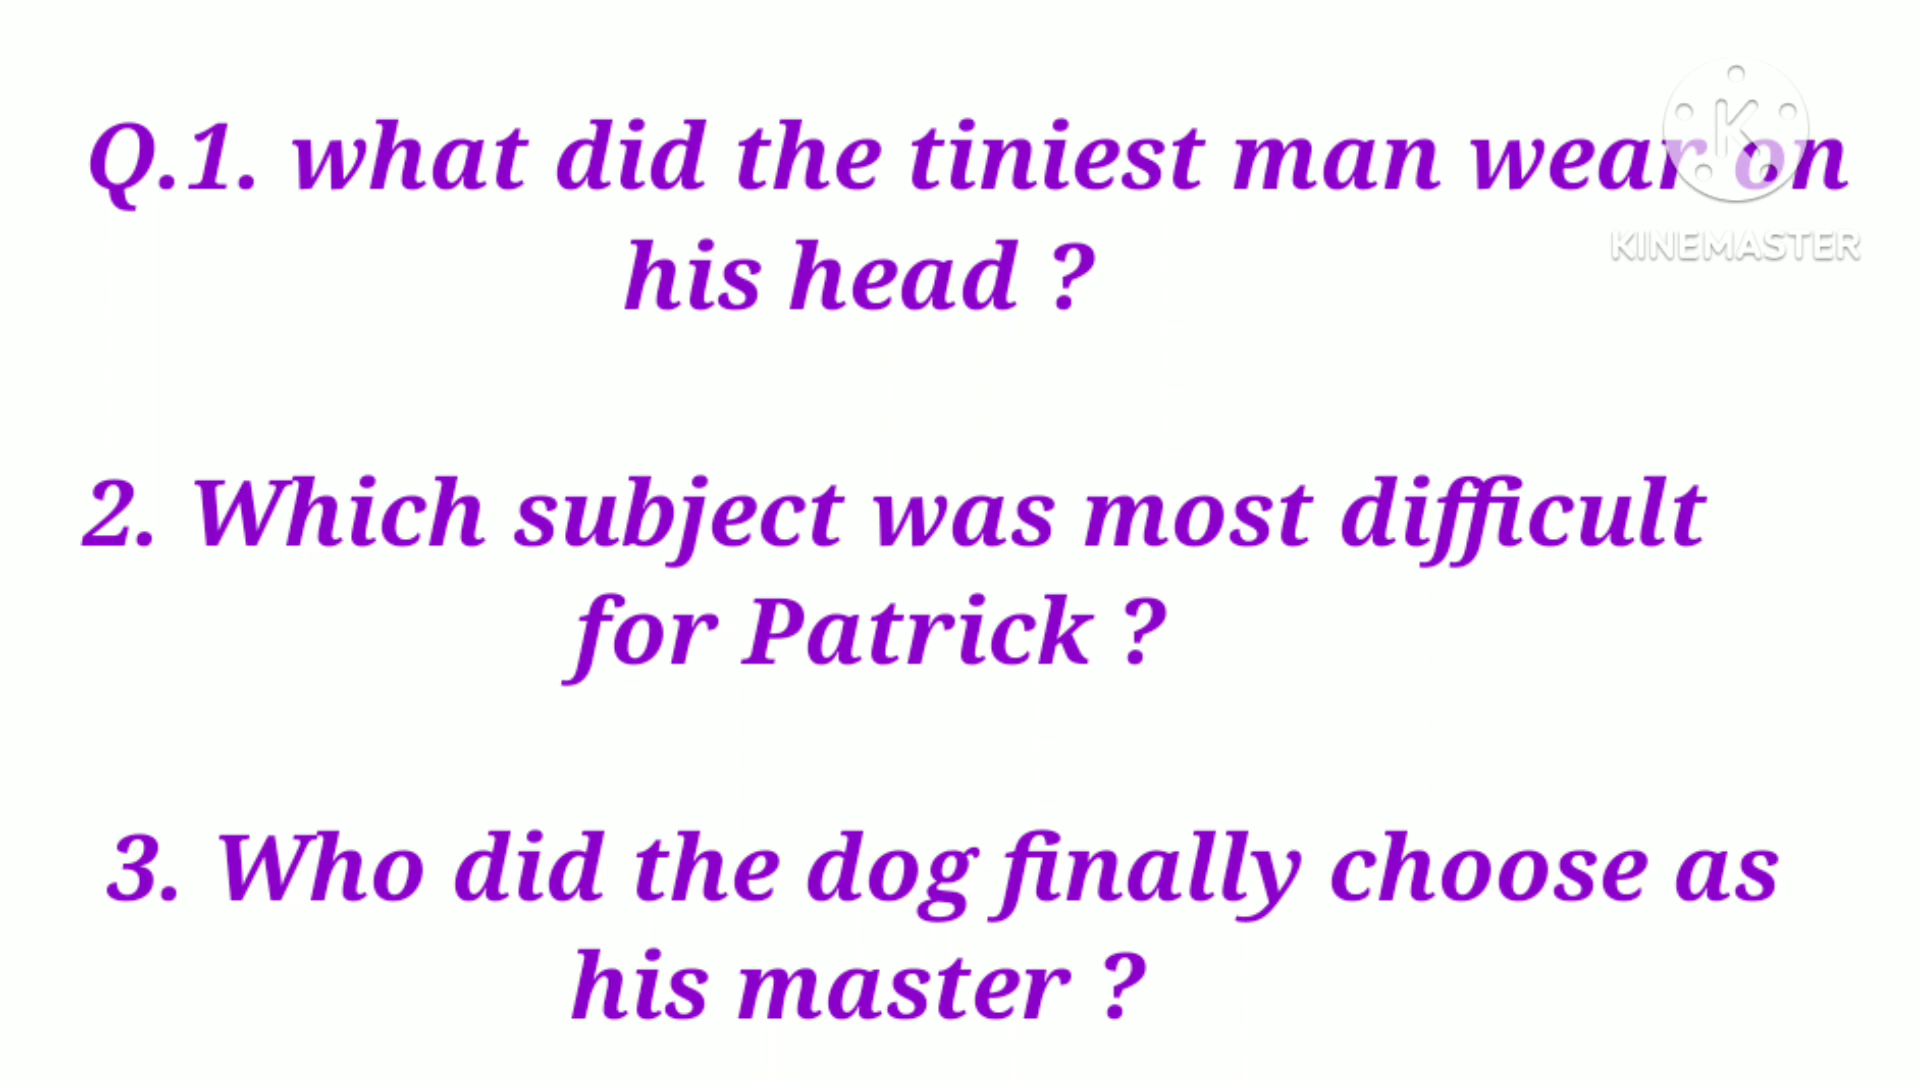 Q.1. what did the tiniest man wear on
his head ?
KINEMASTER
2. Which subject was most difficult
for Patrick ?
3. Who did the dog finally choose as
his master ?